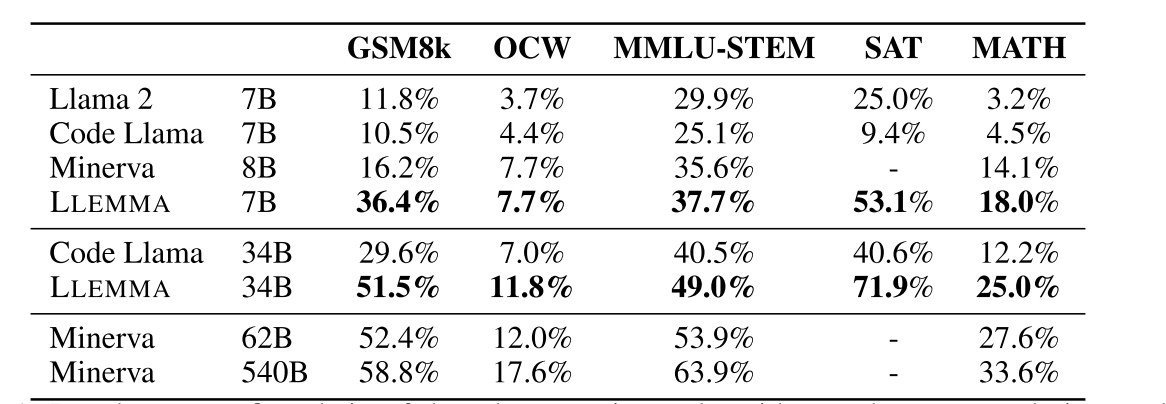 GSM8k OCW MMLU-STEM SAT MATH
Llama 2 7B 11.8% 3.7% 29.9% 25.0% 3.2%
Code Llama 7B 10.5% 4.4% 25.1% 9.4% 4.5%
Minerva 8B 16.2% 7.7% 35.6% - 14.1%
LLEMMA 7B 36.4% 7.7% 37.7% 53.1% 18.0%
Code Llama 34B 29.6% 7.0% 40.5% 40.6% 12.2%
LLEMMA 34B 51.5% 11.8% 49.0% 71.9% 25.0%
Minerva 62B 52.4% 12.0% 53.9% - 27.6%
Minerva 540B 58.8% 17.6% 63.9% - 33.6%